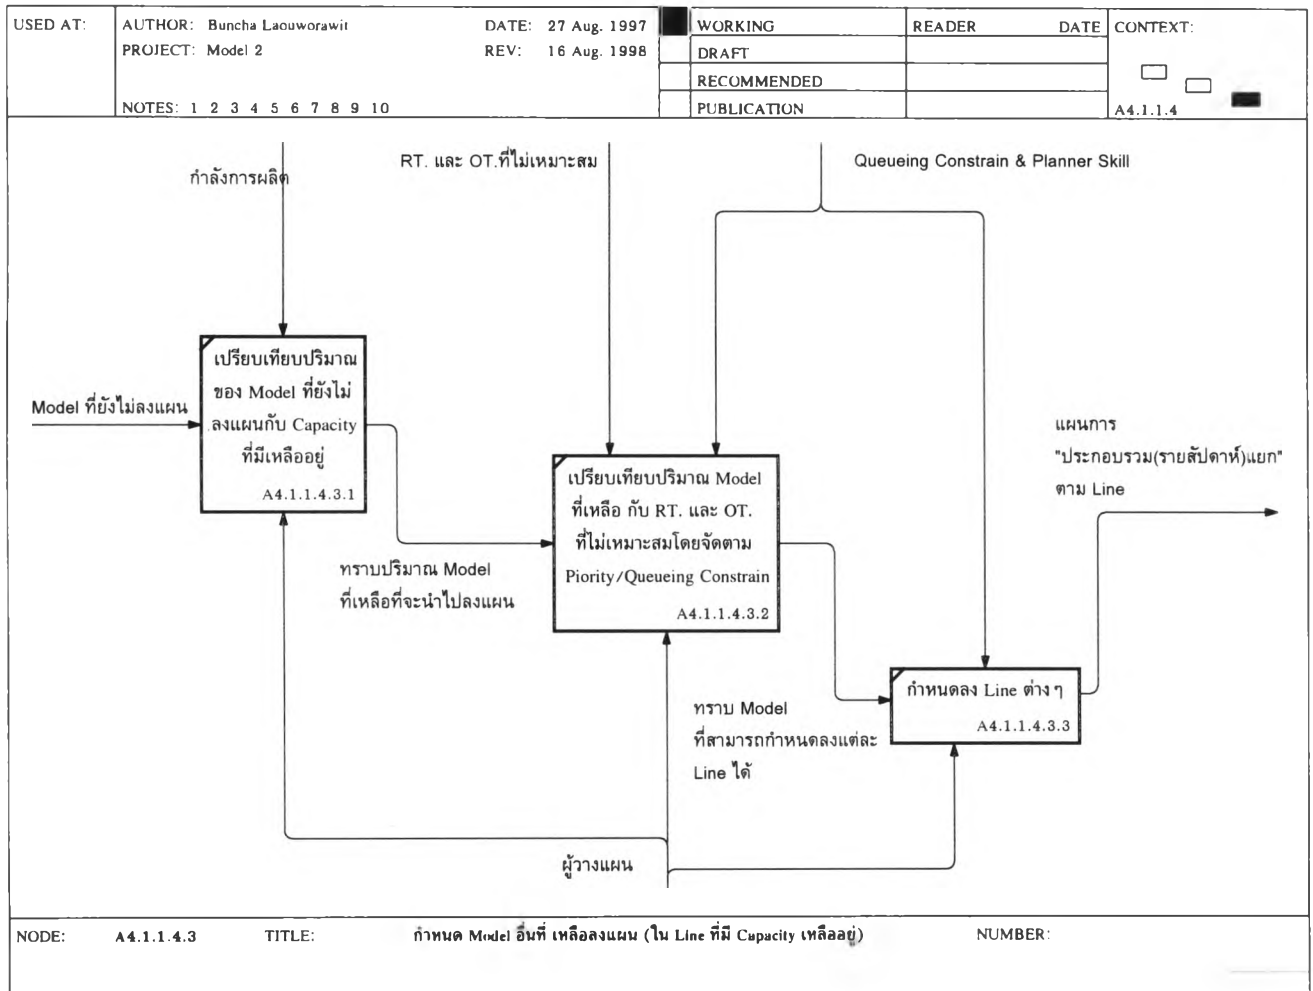 USED AT: AUTHOR: Buncha Laouworawit DATE: 27 Aug. 1997 WORKING READER DATE CONTEXT:
PROJECT: Model 2 REV: 16 Aug. 1998 DRAFT
RECOMMENDED
NOTES: 1 2 3 4 5 6 7 8 9 10 PUBLICATION A4.1.1.4
กำลังการผลิต
RT. และ OT.ที่ไม่เหมาะสม
Queueing Constrain & Planner Skill
Model ที่ยังไม่ลงแผน
เปรียบเทียบปริมาณ
ของ Model ที่ยังไม่
ลงแผนกับ Capacity
ที่มีเหลืออยู่
A4.1.1.4.3.1
ทราบปริมาณ Model
ที่เหลือที่จะนำไปลงแผน
เปรียบเทียบปริมาณ Model
ที่เหลือ กับ RT. และ OT.
ที่ไม่เหมาะสมโดยจัดตาม
Piority/Queueing Constrain
A4.1.1.4.3.2
แผนการ
"ประกอบรวม(รายสัปดาห์)แยก"
ตาม Line
ทราบ Model
ที่สามารถกำหนดลงแต่ละ
Line ได้
กำหนดลง Line ต่าง ๆ
A4.1.1.4.3.3
ผู้วางแผน
NODE: A4.1.1.4.3 TITLE: กำหนด Model อื่นที่ เหลือลงแผน (ใน Line ที่มี Capacity เหลืออยู่) NUMBER: